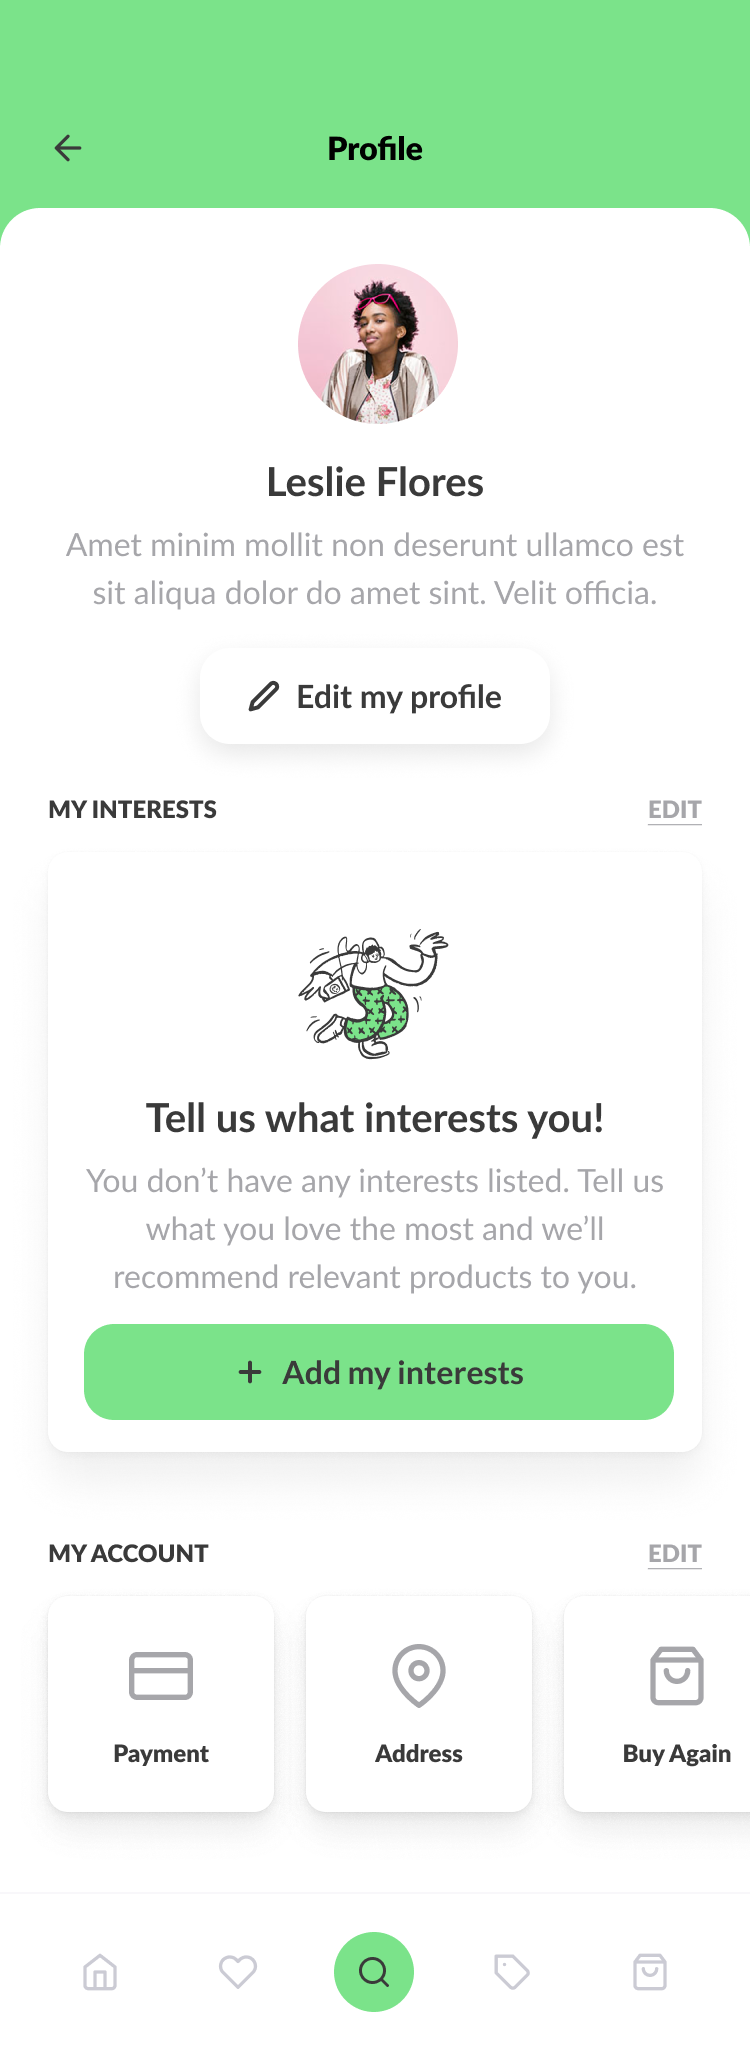 Profile
Leslie Flores
Amet minim mollit non deserunt ullamco est
sit aliqua dolor do amet sint. Velit officia.
Edit my profile
MY INTERESTS
EDIT
Tell us what interests you!
You don’t have any interests listed. Tell us
what you love the most and we’ll
recommend relevant products to you.
Add my interests
MY ACCOUNT
EDIT
Payment
Address
Buy Again